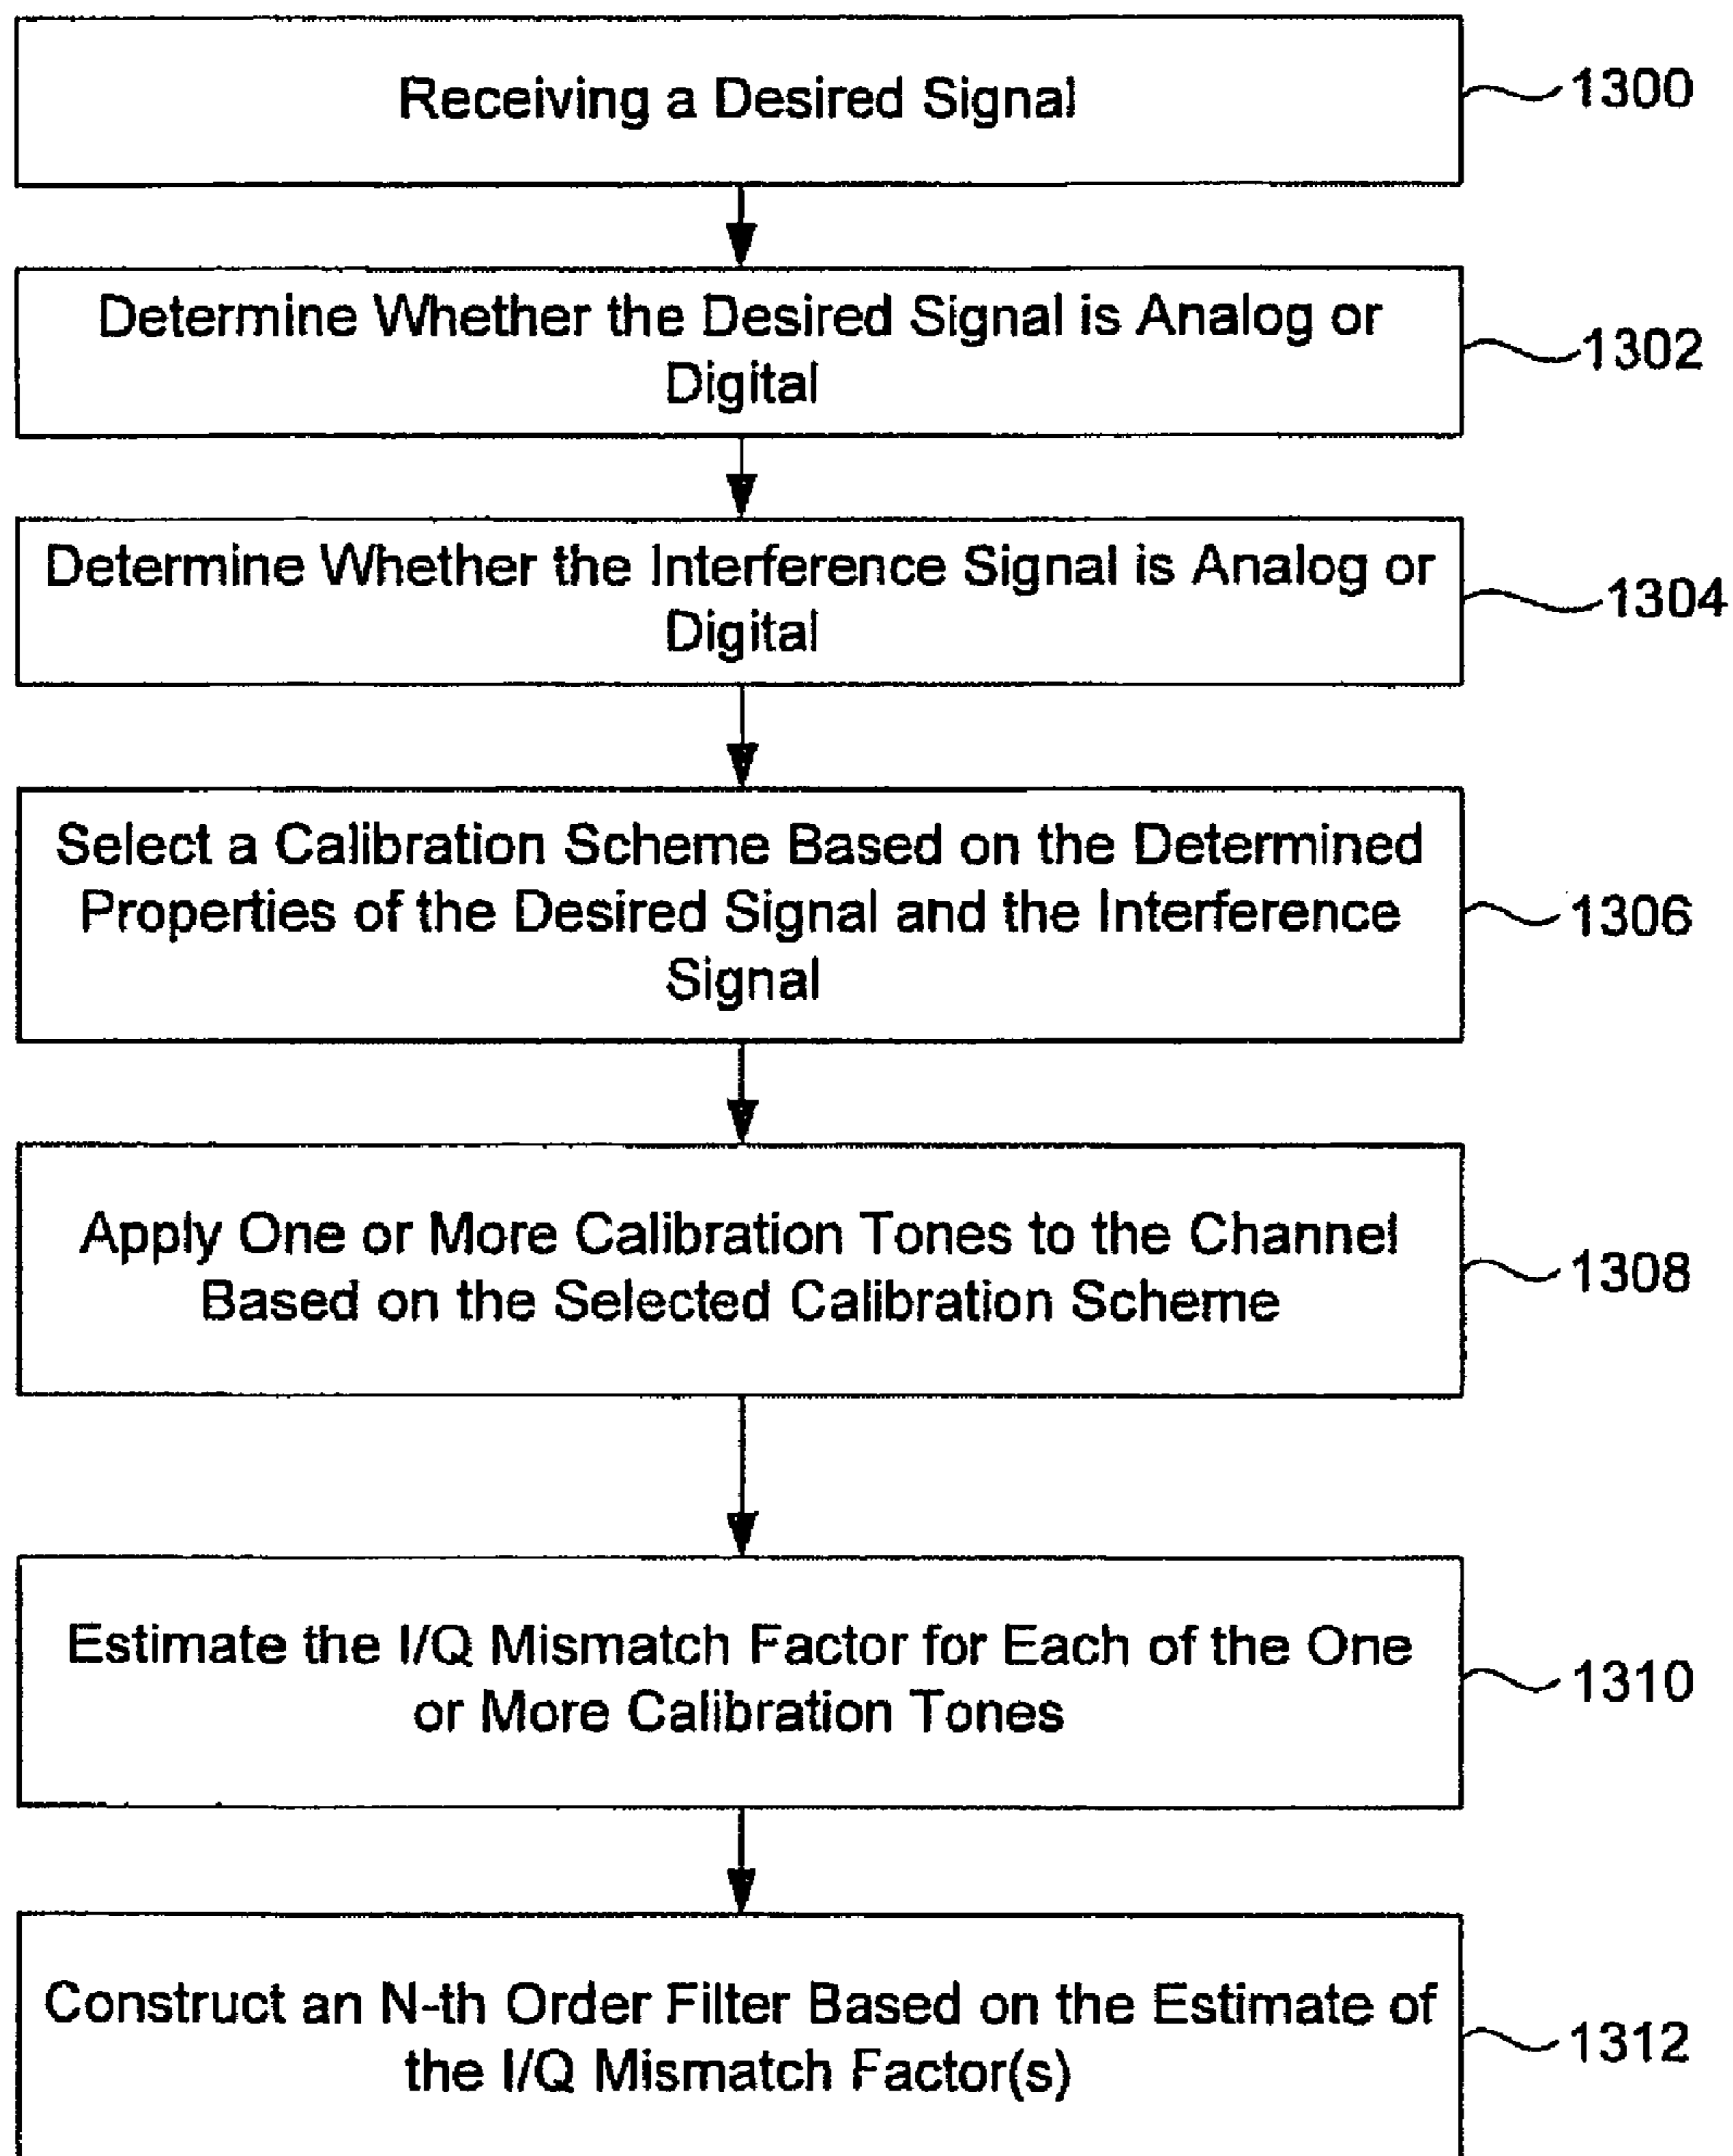 Receiving a Desired Signal
1300
Determine Whether the Desired Signal is Analog or
Digital
1302
Determine Whether the Interference Signal is Analog or
Digital
1304
Select a Calibration Scheme Based on the Determined
Properties of the Desired Signal and the Interference
Signal
1306
Apply One or More Calibration Tones to the Channel
Based on the Selected Calibration Scheme
1308
Estimate the I/Q Mismatch Factor for Each of the One
or More Calibration Tones
1310
Construct an N-th Order Filter Based on the Estimate of
the I/Q Mismatch Factor(s)
1312